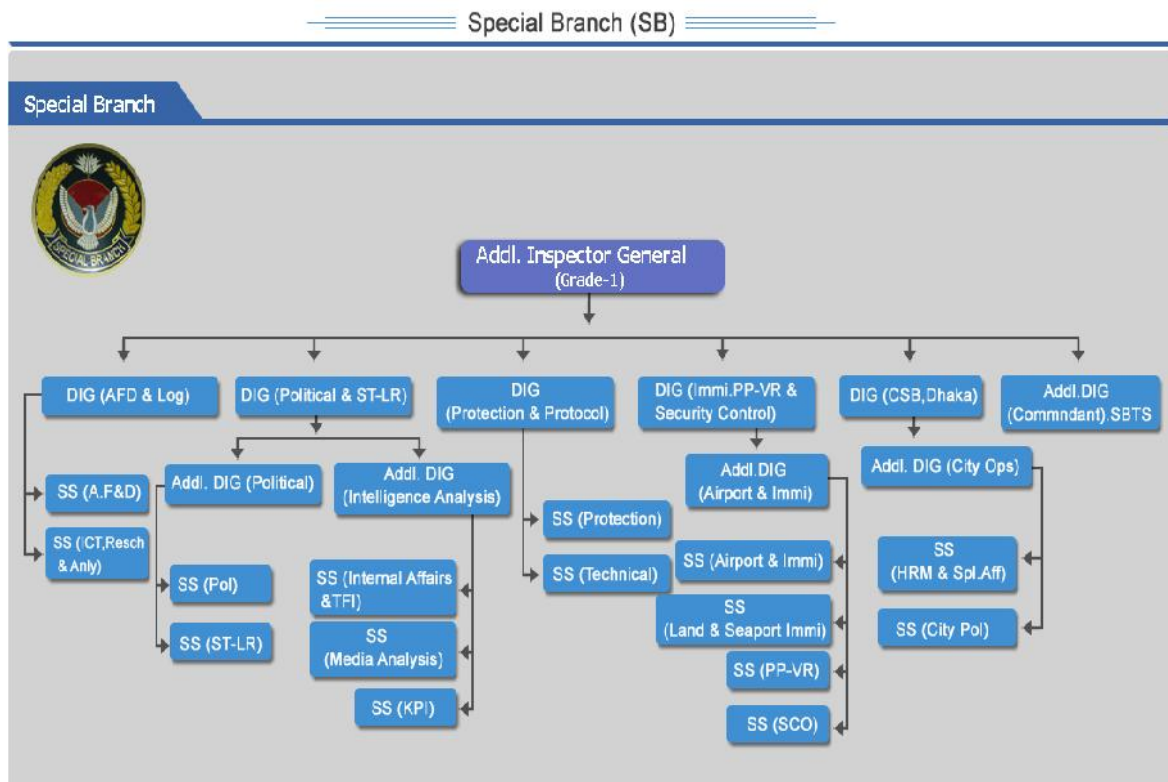 Special Branch (SB)
Special Branch
SPECIAL BRANCH
Addl. Inspector General
(Grade-1)
DIG (AFD & Log)
DIG (Political & ST-LR)
DIG
(Protection & Protocol)
DIG (Immi.PP-VR &
Security Control)
DIG (CSB,Dhaka)
Addl.DIG
(Commndant).SBTS
SS (A.F&D)
SS (ICT,Resch
& Anly)
Addl. DIG (Political)
Addl. DIG
(Intelligence Analysis)
SS (Pol)
SS (ST-LR)
SS (Internal Affairs
&TFI)
SS
(Media Analysis)
SS (KPI)
SS (Protection)
SS (Technical)
Addl.DIG
(Airport & Immi)
SS (Airport & Immi)
SS
(Land & Seaport Immi)
SS (PP-VR)
SS (SCO)
Addl. DIG (City Ops)
SS
(HRM & Spl.Aff)
SS (City Pol)